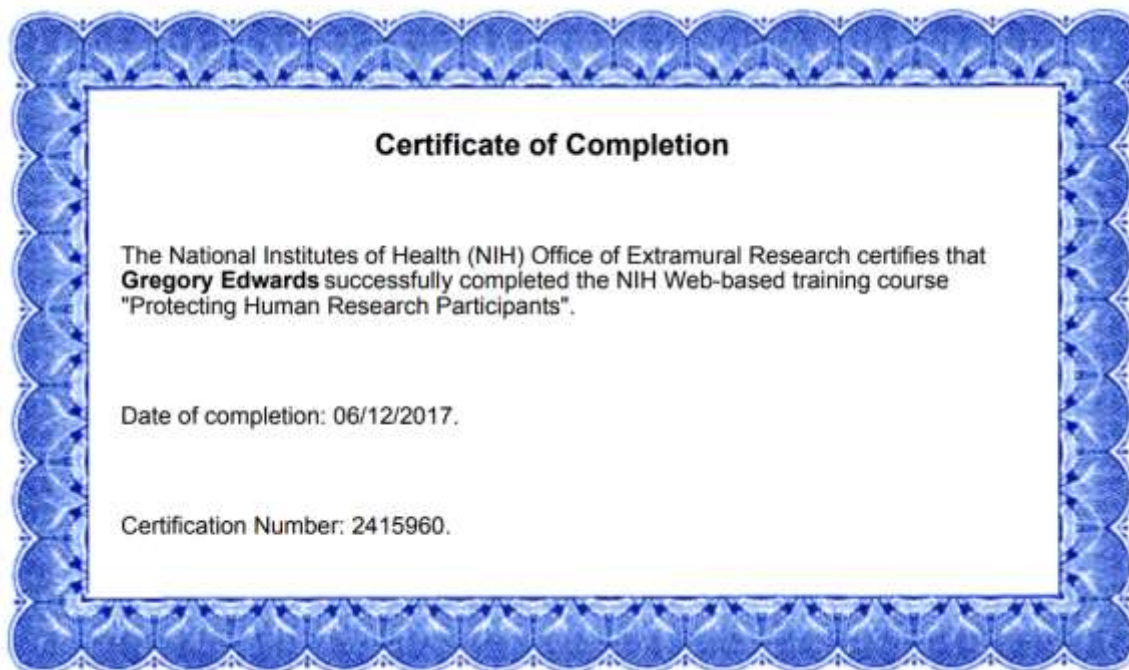 Certificate of Completion
The National Institutes of Health (NIH) Office of Extramural Research certifies that
Gregory Edwards successfully completed the NIH Web-based training course
"Protecting Human Research Participants".
Date of completion: 06/12/2017.
Certification Number: 2415960.